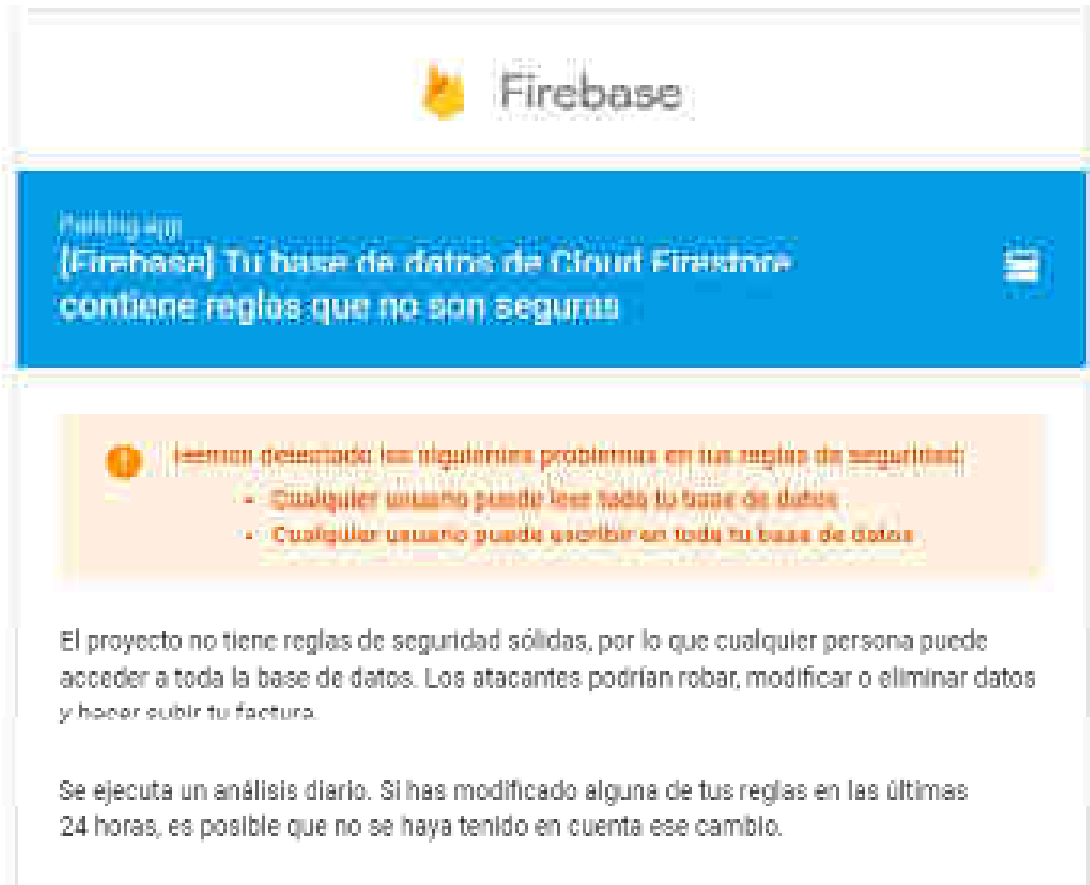 Firebase
Parking app
[Firebase] Tu base de datos de Cloud Firestore
contiene reglas que no son seguras
Hemos detectado los siguientes problemas en tus reglas de seguridad:
• Cualquier usuario puede leer toda tu base de datos
• Cualquier usuario puede escribir en toda tu base de datos
El proyecto no tiene reglas de seguridad sólidas, por lo que cualquier persona puede
acceder a toda la base de datos. Los atacantes podrían robar, modificar o eliminar datos
y hacer subir tu factura.
Se ejecuta un análisis diario. Si has modificado alguna de tus reglas en las últimas
24 horas, es posible que no se haya tenido en cuenta ese cambio.